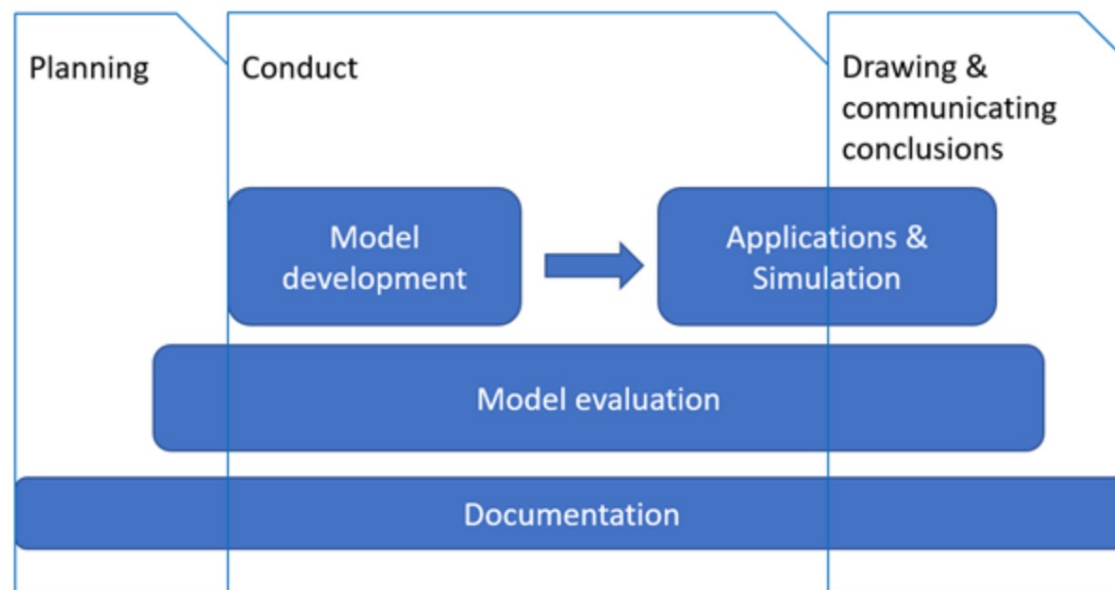 Planning
Conduct
Drawing &
communicating
conclusions
Model
development
Applications &
Simulation
Model evaluation
Documentation